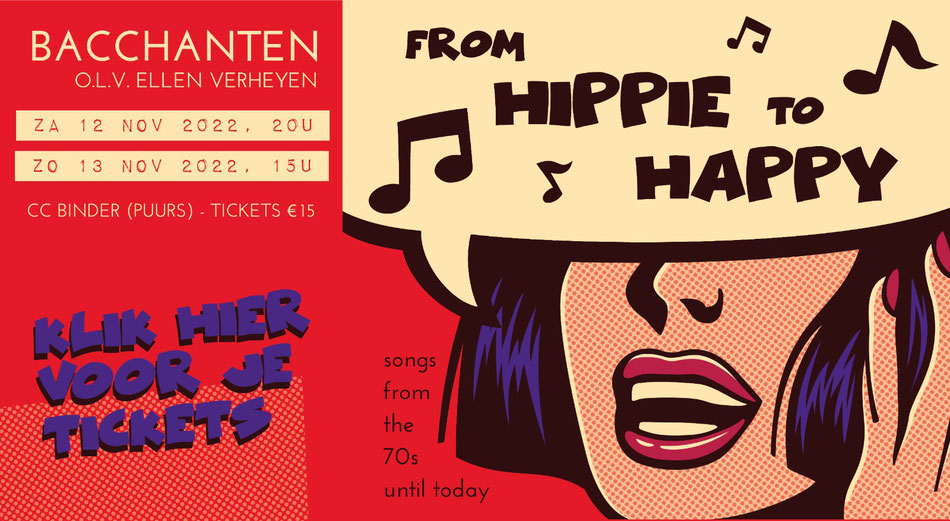 BACCHANTEN
O.L.V. ELLEN VERHEYEN
ZA 12 NOV 2022, 20U
ZO 13 NOV 2022, 15U
CC BINDER (PUURS) - TICKETS €15
KLIK HIER
VOOR JE
TICKETS
FROM
HIPPIE TO
HAPPY
songs
from
the
70s
until today